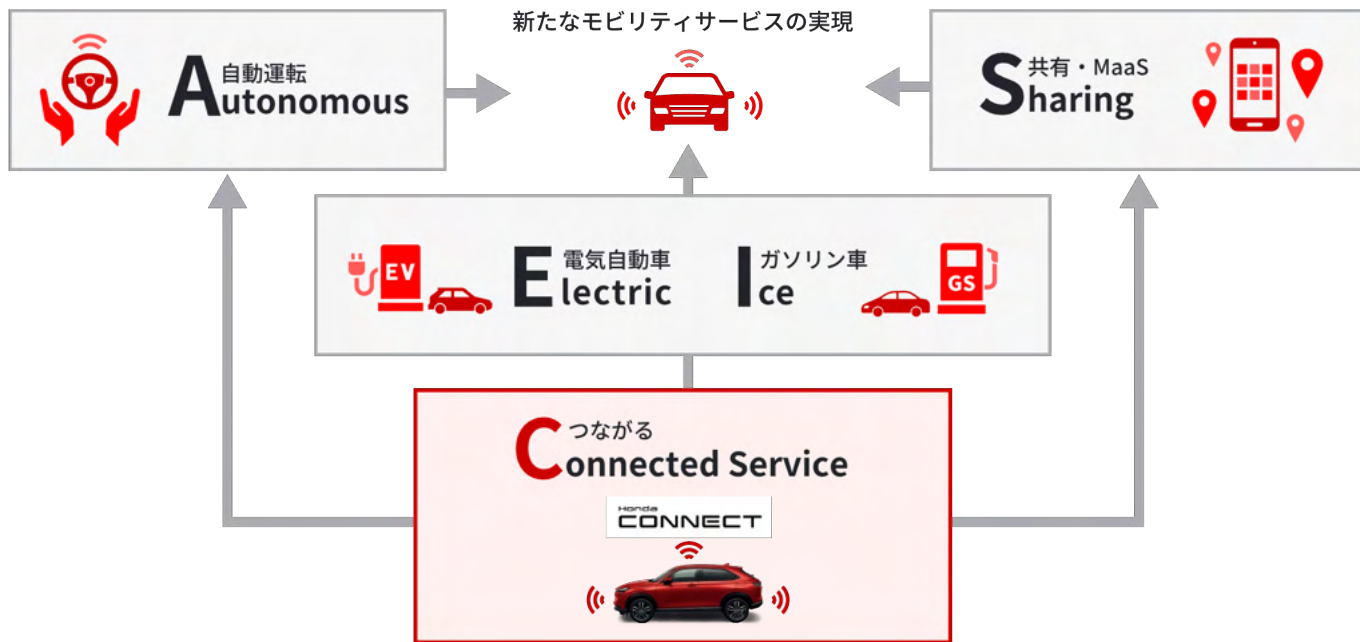 新たなモビリティサービスの実現
自動運転
Autonomous
共有・MaaS
Sharing
EV
電気自動車
Electric
ガソリン車
Ice
GS
つながる
Connected Service
Honda
CONNECT